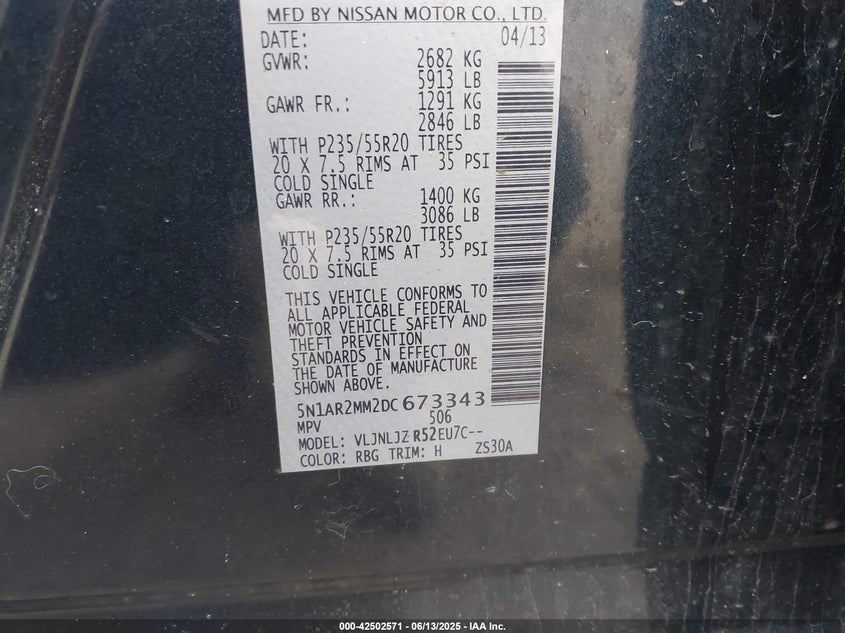 MFD BY NISSAN MOTOR CO., LTD.
DATE: 04/13
GVWR: 2682 KG
5913 LB
GAWR FR.: 1291 KG
2846 LB
WITH P235/55R20 TIRES
20 X 7.5 RIMS AT 35 PSI
COLD SINGLE
GAWR RR.: 1400 KG
3086 LB
WITH P235/55R20 TIRES
20 X 7.5 RIMS AT 35 PSI
COLD SINGLE
THIS VEHICLE CONFORMS TO
ALL APPLICABLE FEDERAL
MOTOR VEHICLE SAFETY AND
THEFT PREVENTION
STANDARDS IN EFFECT ON
THE DATE OF MANUFACTURE
SHOWN ABOVE.
5N1AR2MM2DC673343
MPV 506
MODEL: VLJNLJZ-R52EU7C--
COLOR: RBG TRIM: H ZS30A
000-42502571 - 06/13/2025 - IAA Inc.